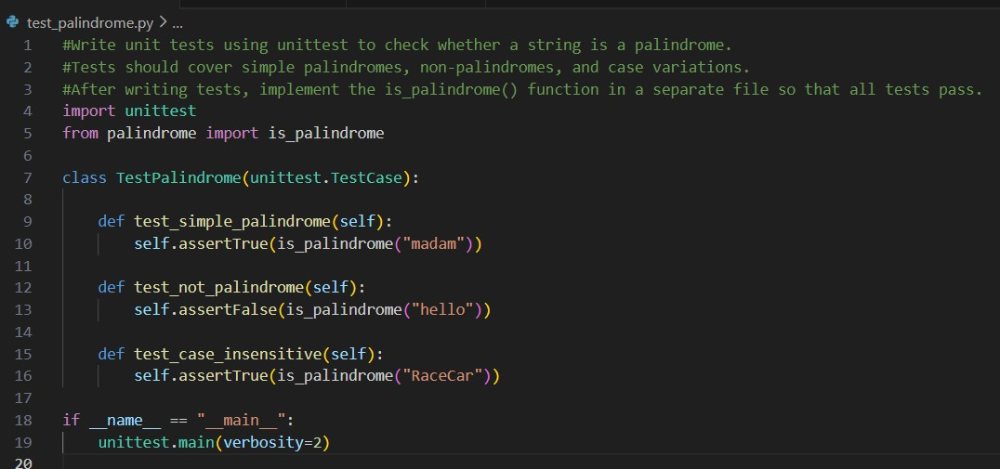 test_palindrome.py > ...
1 #Write unit tests using unittest to check whether a string is a palindrome.
2 #Tests should cover simple palindromes, non-palindromes, and case variations.
3 #After writing tests, implement the is_palindrome() function in a separate file so that all tests pass.
4 import unittest
5 from palindrome import is_palindrome
6
7 class TestPalindrome(unittest.TestCase):
8
9     def test_simple_palindrome(self):
10         self.assertTrue(is_palindrome("madam"))
11
12     def test_not_palindrome(self):
13         self.assertFalse(is_palindrome("hello"))
14
15     def test_case_insensitive(self):
16         self.assertTrue(is_palindrome("RaceCar"))
17
18 if __name__ == "__main__":
19     unittest.main(verbosity=2)
20